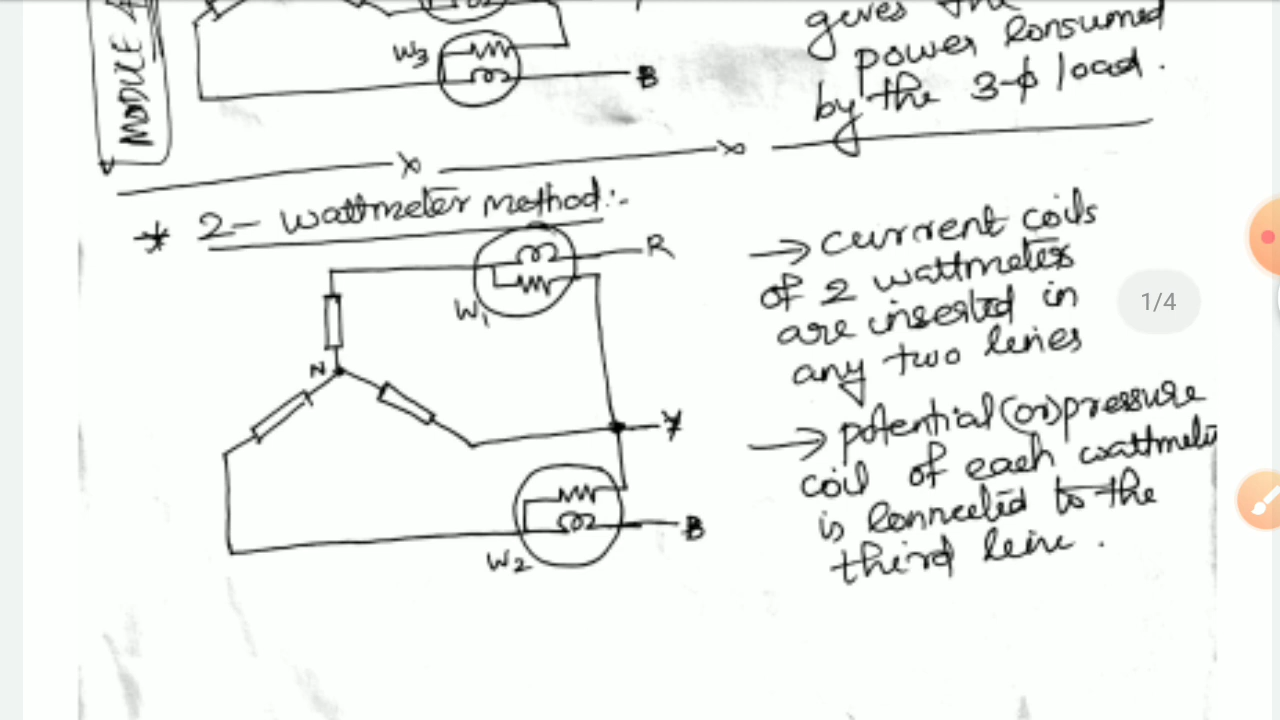 MODULE
W3
B
gives the
power consumed
by the 3-ϕ load.
* 2- wattmeter method:-
R
W1
N
Y
B
W2
→ current coils
of 2 wattmeter
are inserted in
any two lines
→ potential (or) pressure
coil of each wattmete
is connected to the
third line.
1/4